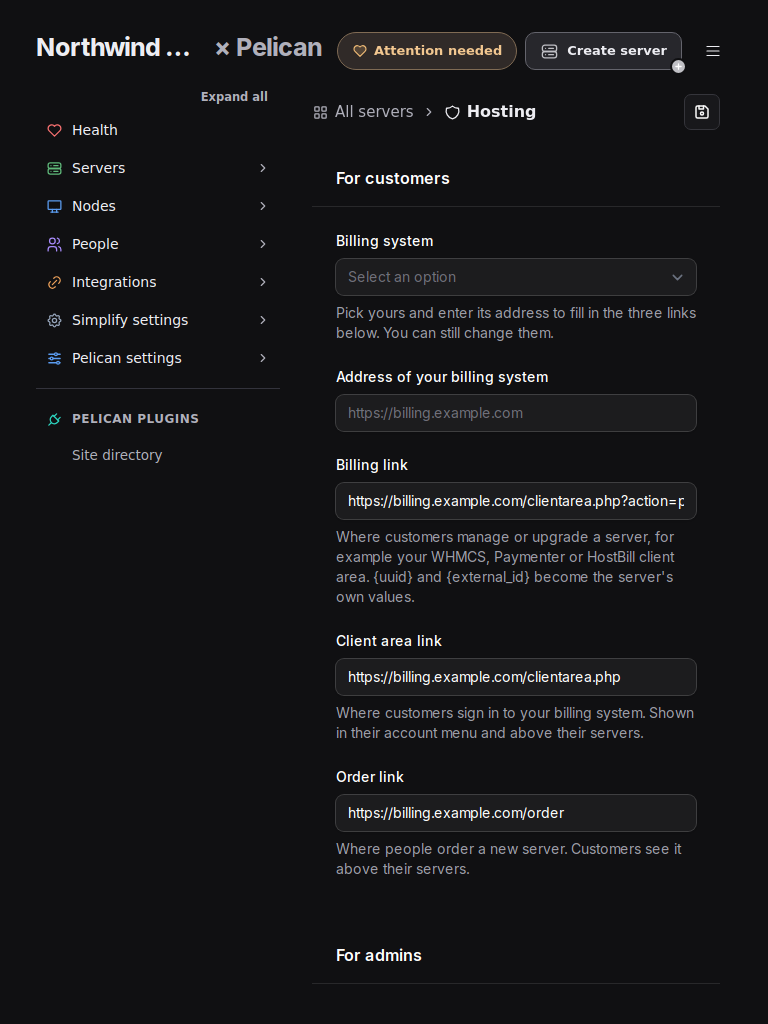 Northwind ... × Pelican
Attention needed
Create server
Expand all
Health
Servers
Nodes
People
Integrations
Simplify settings
Pelican settings
PELICAN PLUGINS
Site directory
All servers > Hosting
For customers
Billing system
Select an option
Pick yours and enter its address to fill in the three links
below. You can still change them.
Address of your billing system
https://billing.example.com
Billing link
https://billing.example.com/clientarea.php?action=p
Where customers manage or upgrade a server, for
example your WHMCS, Paymenter or HostBill client
area. {uuid} and {external_id} become the server's
own values.
Client area link
https://billing.example.com/clientarea.php
Where customers sign in to your billing system. Shown
in their account menu and above their servers.
Order link
https://billing.example.com/order
Where people order a new server. Customers see it
above their servers.
For admins